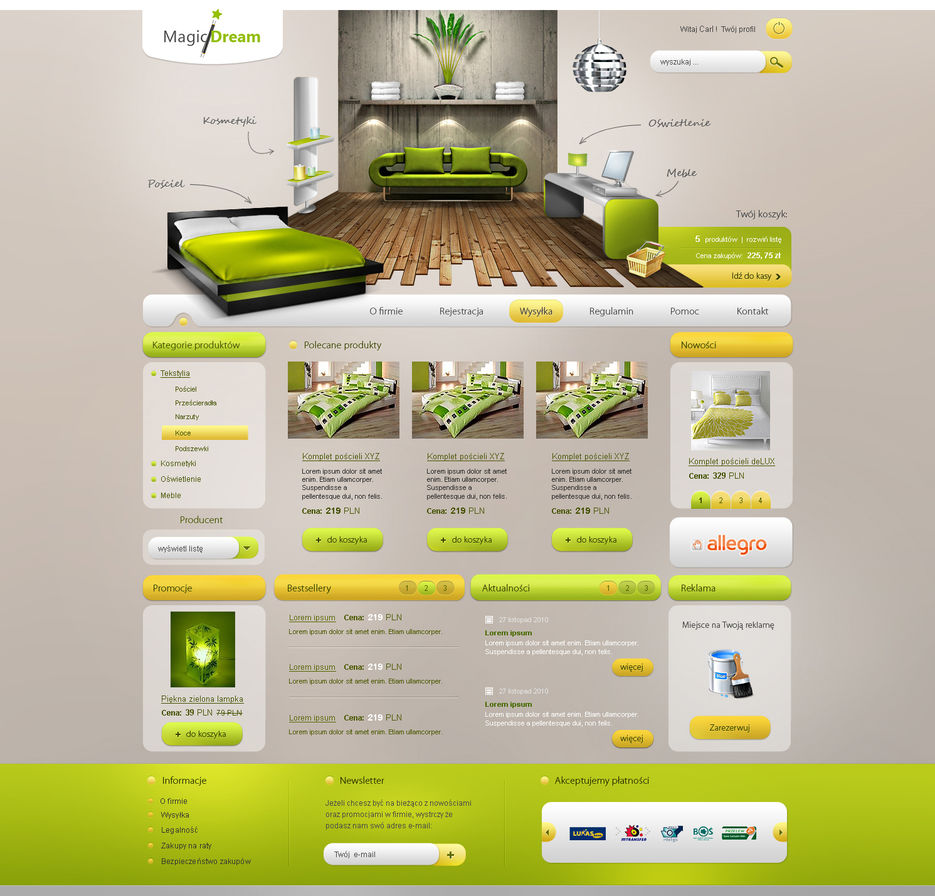 MagicDream
Witaj Carl ! Twój profil
wyszukaj ...
Kosmetyki
Oświetlenie
Meble
Pościel
Twój koszyk:
5 produktów | rozwiń listę
Cena zakupów: 225, 75 zł
Idź do kasy
O firmie
Rejestracja
Wysyłka
Regulamin
Pomoc
Kontakt
Kategorie produktów
Tekstylia
Pościel
Prześcieradła
Narzuty
Koce
Podszewki
Kosmetyki
Oświetlenie
Meble
Producent
wyświetl listę
Polecane produkty
Komplet pościeli XYZ
Lorem ipsum dolor sit amet
enim. Etiam ullamcorper.
Suspendisse a
pellentesque dui, non felis.
Cena: 219 PLN
+ do koszyka
Komplet pościeli XYZ
Lorem ipsum dolor sit amet
enim. Etiam ullamcorper.
Suspendisse a
pellentesque dui, non felis.
Cena: 219 PLN
+ do koszyka
Komplet pościeli XYZ
Lorem ipsum dolor sit amet
enim. Etiam ullamcorper.
Suspendisse a
pellentesque dui, non felis.
Cena: 219 PLN
+ do koszyka
Nowości
Komplet pościeli deLUX
Cena: 329 PLN
1 2 3 4
allegro
Promocje
Piękna zielona lampka
Cena: 39 PLN 79 PLN
+ do koszyka
Bestsellery
1 2 3
Lorem ipsum Cena: 219 PLN
Lorem ipsum dolor sit amet enim. Etiam ullamcorper.
Lorem ipsum Cena: 219 PLN
Lorem ipsum dolor sit amet enim. Etiam ullamcorper.
Lorem ipsum Cena: 219 PLN
Lorem ipsum dolor sit amet enim. Etiam ullamcorper.
Aktualności
1 2 3
27 listopad 2010
Lorem ipsum
Lorem ipsum dolor sit amet enim. Etiam ullamcorper.
Suspendisse a pellentesque dui, non felis.
więcej
27 listopad 2010
Lorem ipsum
Lorem ipsum dolor sit amet enim. Etiam ullamcorper.
Suspendisse a pellentesque dui, non felis.
więcej
Reklama
Miejsce na Twoją reklamę
Zarezerwuj
Informacje
O firmie
Wysyłka
Legalność
Zakupy na raty
Bezpieczeństwo zakupów
Newsletter
Jeżeli chcesz być na bieżąco z nowościami
oraz promocjami w firmie, wystrczy że
podasz nam swó adres e-mail:
Twój e-mail
+
Akceptujemy płatności
LUKAS
MTRANSFER
BOS
PRZELEW